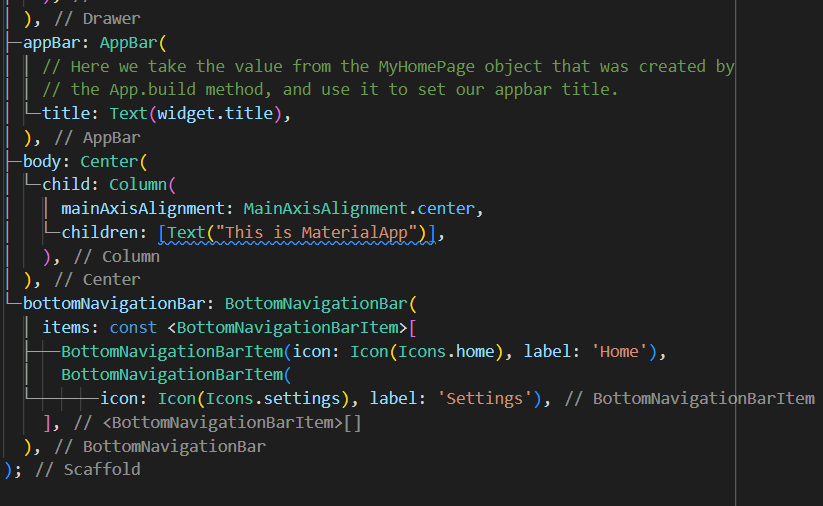 ), // Drawer
appBar: AppBar(
// Here we take the value from the MyHomePage object that was created by
// the App.build method, and use it to set our appbar title.
title: Text(widget.title),
), // AppBar
body: Center(
child: Column(
mainAxisAlignment: MainAxisAlignment.center,
children: [Text("This is MaterialApp")],
), // Column
), // Center
bottomNavigationBar: BottomNavigationBar(
items: const <BottomNavigationBarItem>[
BottomNavigationBarItem(icon: Icon(Icons.home), label: 'Home'),
BottomNavigationBarItem(
icon: Icon(Icons.settings), label: 'Settings'), // BottomNavigationBarItem
], // <BottomNavigationBarItem>[]
), // BottomNavigationBar
); // Scaffold